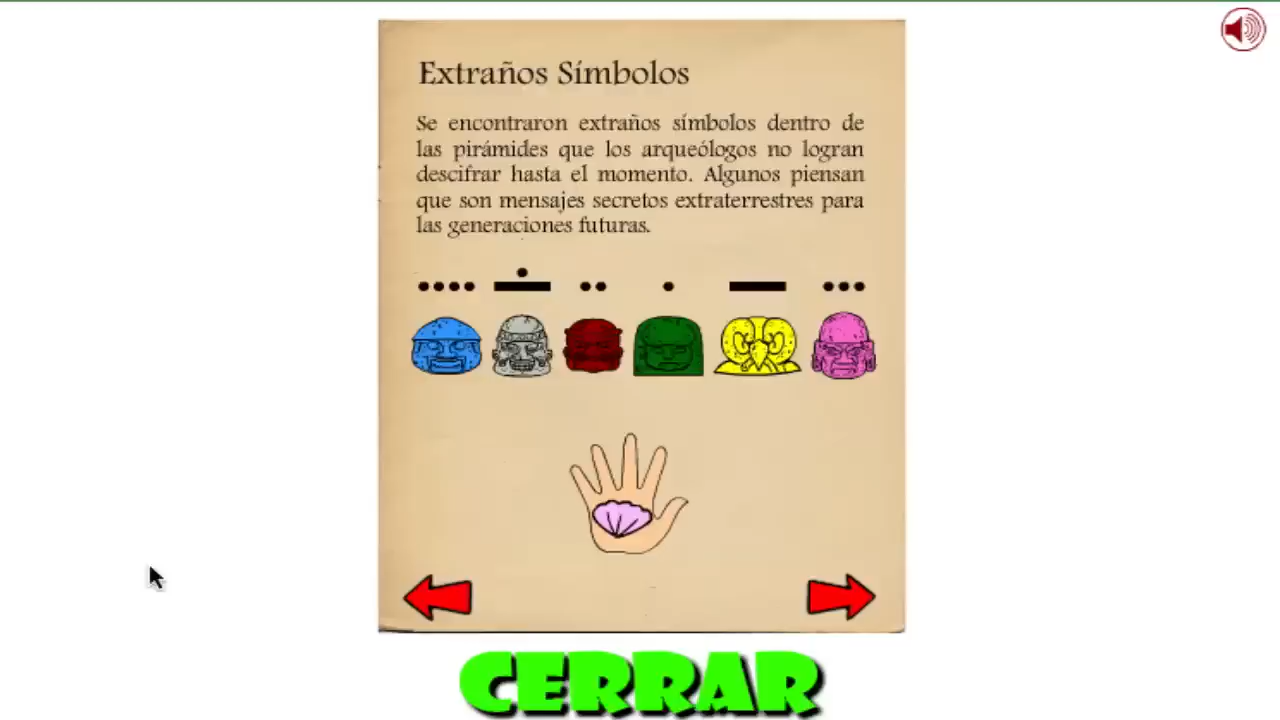 Extraños Símbolos
Se encontraron extraños símbolos dentro de
las pirámides que los arqueólogos no logran
descifrar hasta el momento. Algunos piensan
que son mensajes secretos extraterrestres para
las generaciones futuras.
CERRAR